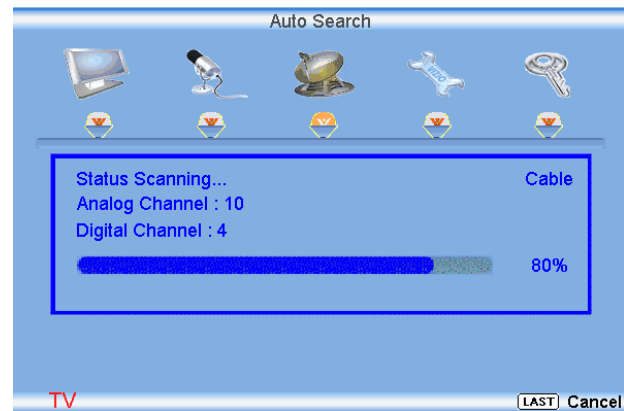 Auto Search
Status Scanning...
Cable
Analog Channel : 10
Digital Channel : 4
80%
TV
LAST Cancel